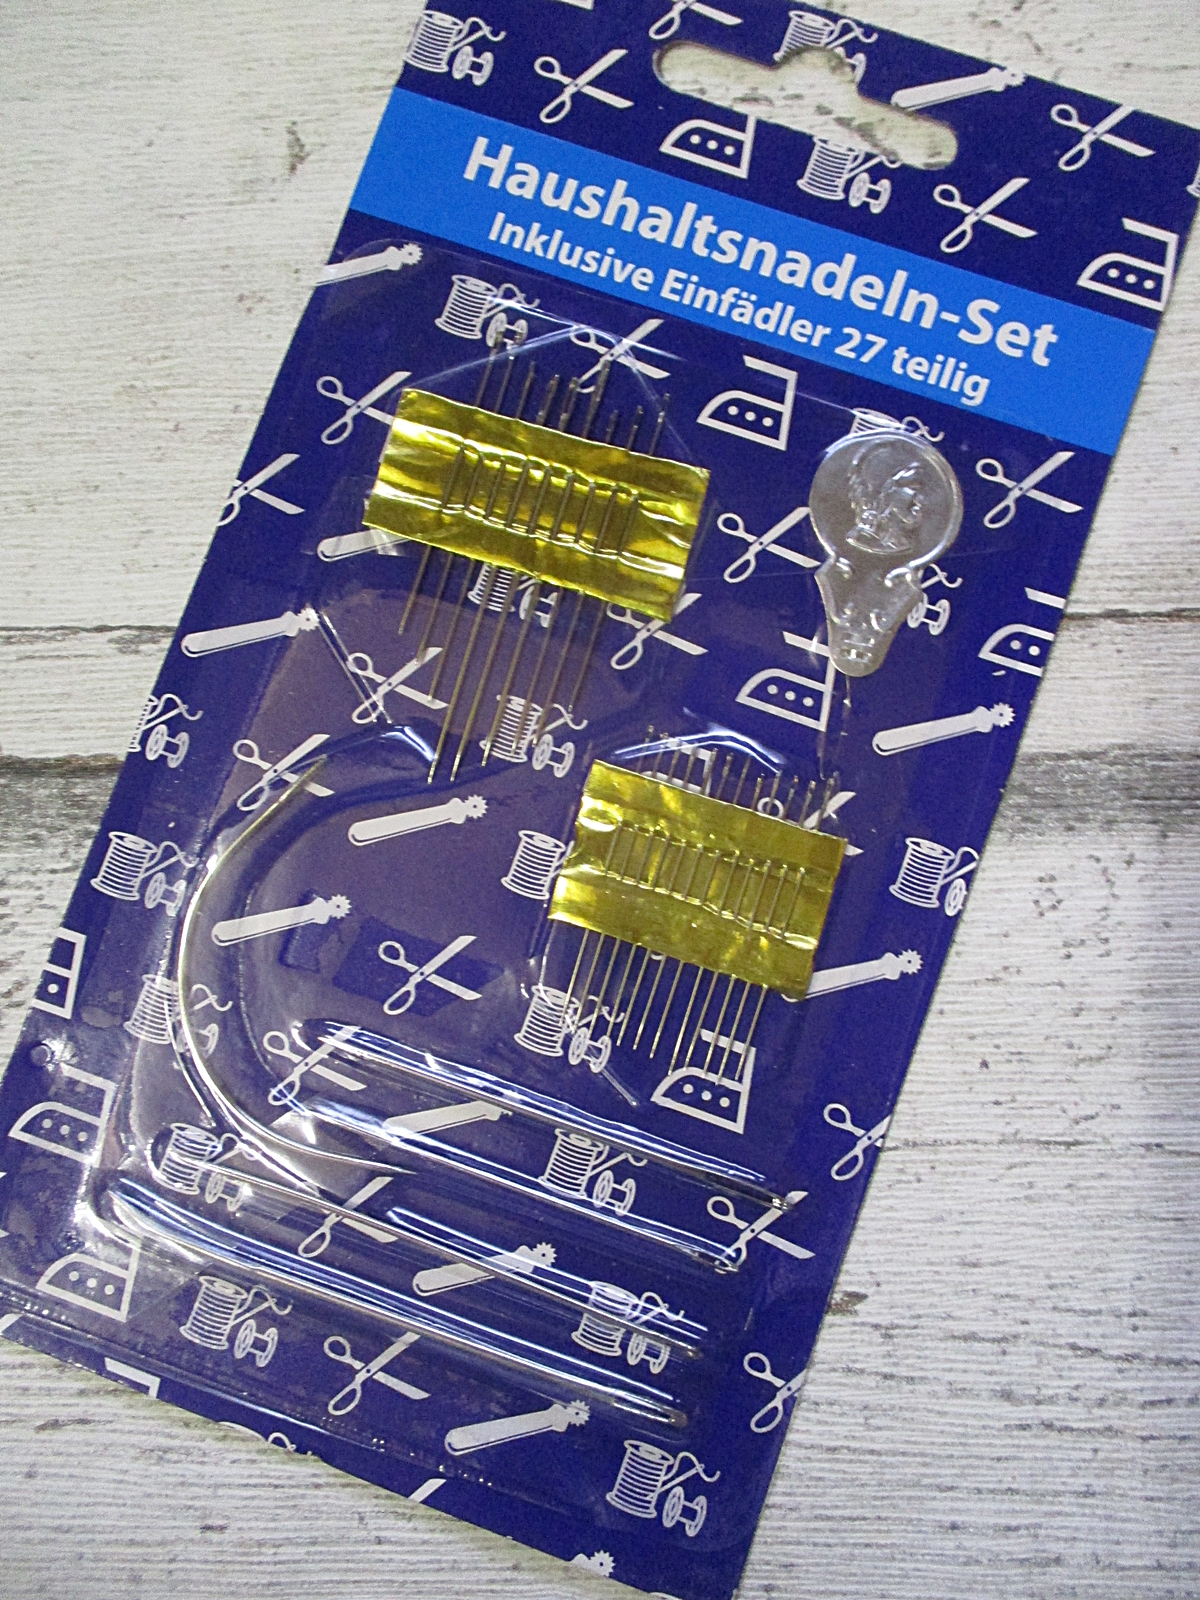 Haushaltsnadeln-Set
Inklusive Einfädler 27 teilig